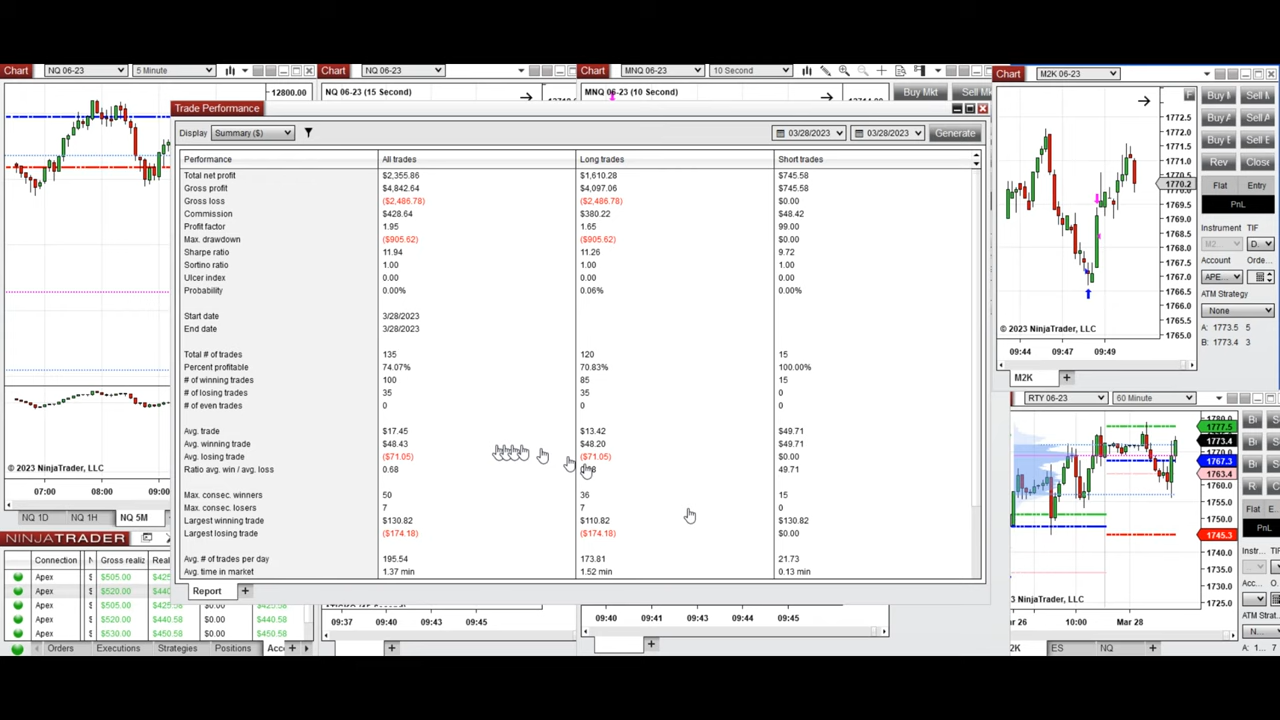 Chart NQ 06-23 5 Minute Chart NQ 06-23 Chart MNQ 06-23 10 Second Chart M2K 06-23
12800.0 NQ 06-23 (15 Second) MNQ 06-23 (10 Second) Buy Mkt
Trade Performance
Display Summary ($) 03/28/2023 03/28/2023 Generate
Performance All trades Long trades Short trades
Total net profit $2,355.86 $1,610.28 $745.58
Gross profit $4,842.64 $4,097.06 $745.58
Gross loss ($2,486.78) ($2,486.78) $0.00
Commission $428.64 $380.22 $48.42
Profit factor 1.95 1.65 99.00
Max. drawdown ($905.62) ($905.62) $0.00
Sharpe ratio 11.94 11.26 9.72
Sortino ratio 1.00 1.00 1.00
Ulcer index 0.00 0.00 0.00
Probability 0.00% 0.06% 0.00%
Start date 3/28/2023
End date 3/28/2023
Total # of trades 135 120 15
Percent profitable 74.07% 70.83% 100.00%
# of winning trades 100 85 15
# of losing trades 35 35 0
# of even trades 0 0 0
Avg. trade $17.45 $13.42 $49.71
Avg. winning trade $48.43 $48.20 $49.71
Avg. losing trade ($71.05) ($71.05) $0.00
Ratio avg. win / avg. loss 0.68 49.71
Max. consec. winners 50 36 15
Max. consec. losers 7 7 0
Largest winning trade $130.82 $110.82 $130.82
Largest losing trade ($174.18) ($174.18) $0.00
Avg. # of trades per day 195.54 173.81 21.73
Avg. time in market 1.37 min 1.52 min 0.13 min
Report +
© 2023 NinjaTrader, LLC
07:00 08:00 09:00
NQ 1D NQ 1H NQ 5M
NINJATRADER
Connection Gross realiz
Apex $505.00
Apex $520.00
Apex $0.00
Apex $530.00 $450.58 $0.00 $450.58
Orders Executions Strategies Positions
09:37 09:40 09:43 09:45
09:40 09:41 09:43 09:44 09:45
F
1772.5
1771.5
1770.2
1769.5
1768.5
1767.5
1766.5
1765.5
Rev
Flat Entry
PnL
Instrument TIF
Account
ATM Strategy
None
A: 1773.5 5
B: 1773.4 3
© 2023 NinjaTrader, LLC
09:44 09:47 09:49
M2K +
RTY 06-23 60 Minute
1777.5
1773.4
1767.3
1763.4
1755.0
1750.0
1745.3
1740.0
1735.0
1730.0
1725.0
Flat
PnL
NinjaTrader, LLC
10:00 Mar 28
ES NQ +